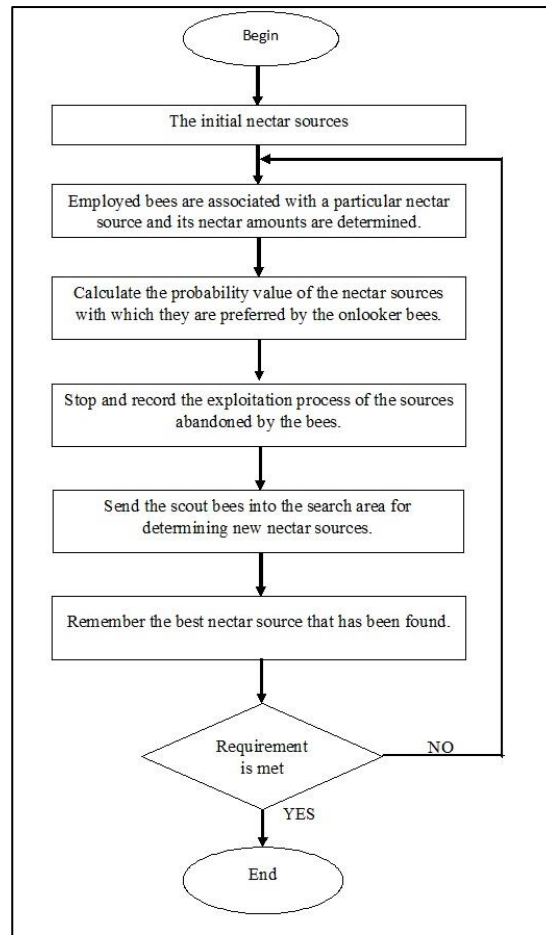 Begin
The initial nectar sources
Employed bees are associated with a particular nectar
source and its nectar amounts are determined.
Calculate the probability value of the nectar sources
with which they are preferred by the onlooker bees.
Stop and record the exploitation process of the sources
abandoned by the bees.
Send the scout bees into the search area for
determining new nectar sources.
Remember the best nectar source that has been found.
Requirement
is met
NO
YES
End